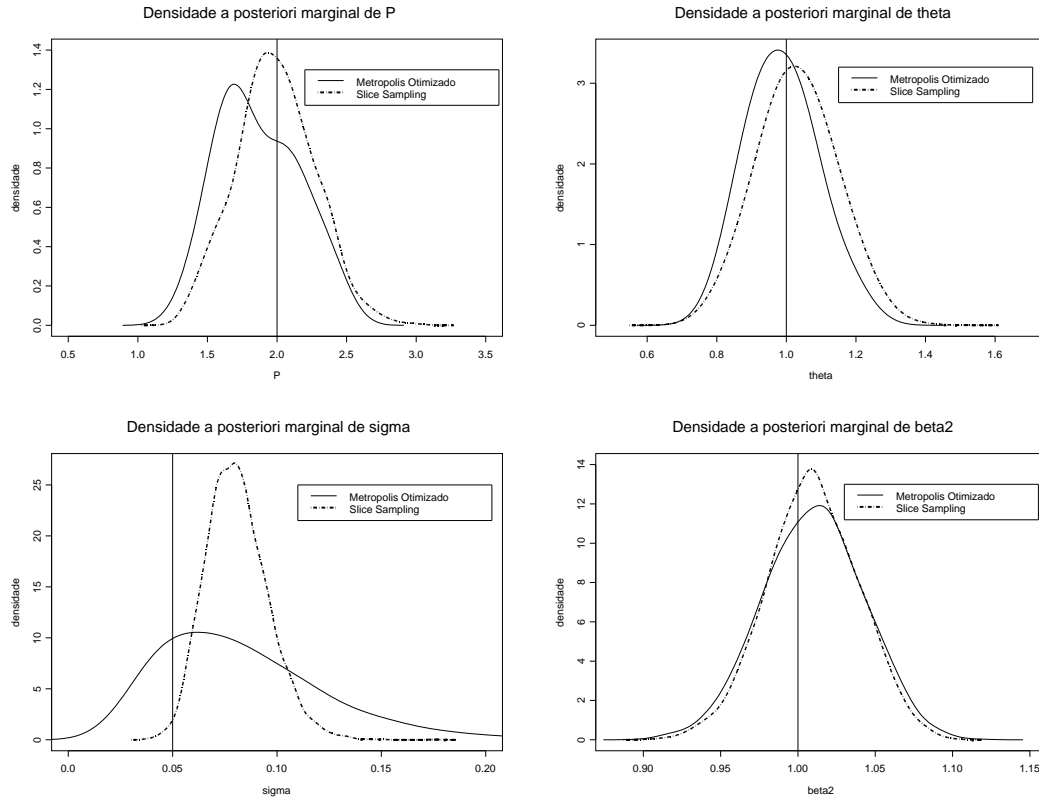 Densidade a posteriori marginal de P
densidade
0.0 0.2 0.4 0.6 0.8 1.0 1.2 1.4
Metropolis Otimizado
Slice Sampling
0.5 1.0 1.5 2.0 2.5 3.0 3.5
P
Densidade a posteriori marginal de theta
densidade
0 1 2 3
Metropolis Otimizado
Slice Sampling
0.6 0.8 1.0 1.2 1.4 1.6
theta
Densidade a posteriori marginal de sigma
densidade
0 5 10 15 20 25
Metropolis Otimizado
Slice Sampling
0.0 0.05 0.10 0.15 0.20
sigma
Densidade a posteriori marginal de beta2
densidade
0 2 4 6 8 10 12 14
Metropolis Otimizado
Slice Sampling
0.90 0.95 1.00 1.05 1.10 1.15
beta2